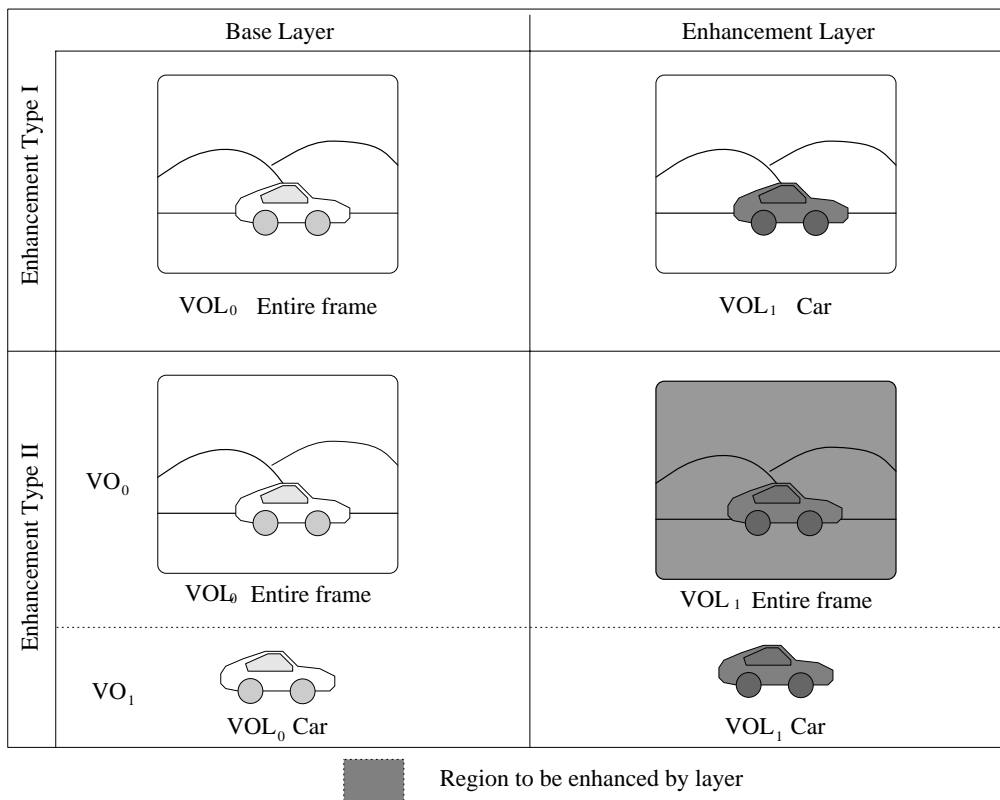 Base Layer
Enhancement Layer
Enhancement Type I
VOL₀ Entire frame
VOL₁ Car
Enhancement Type II
VO₀
VOL₀ Entire frame
VOL₁ Entire frame
VO₁
VOL₀ Car
VOL₁ Car
Region to be enhanced by layer